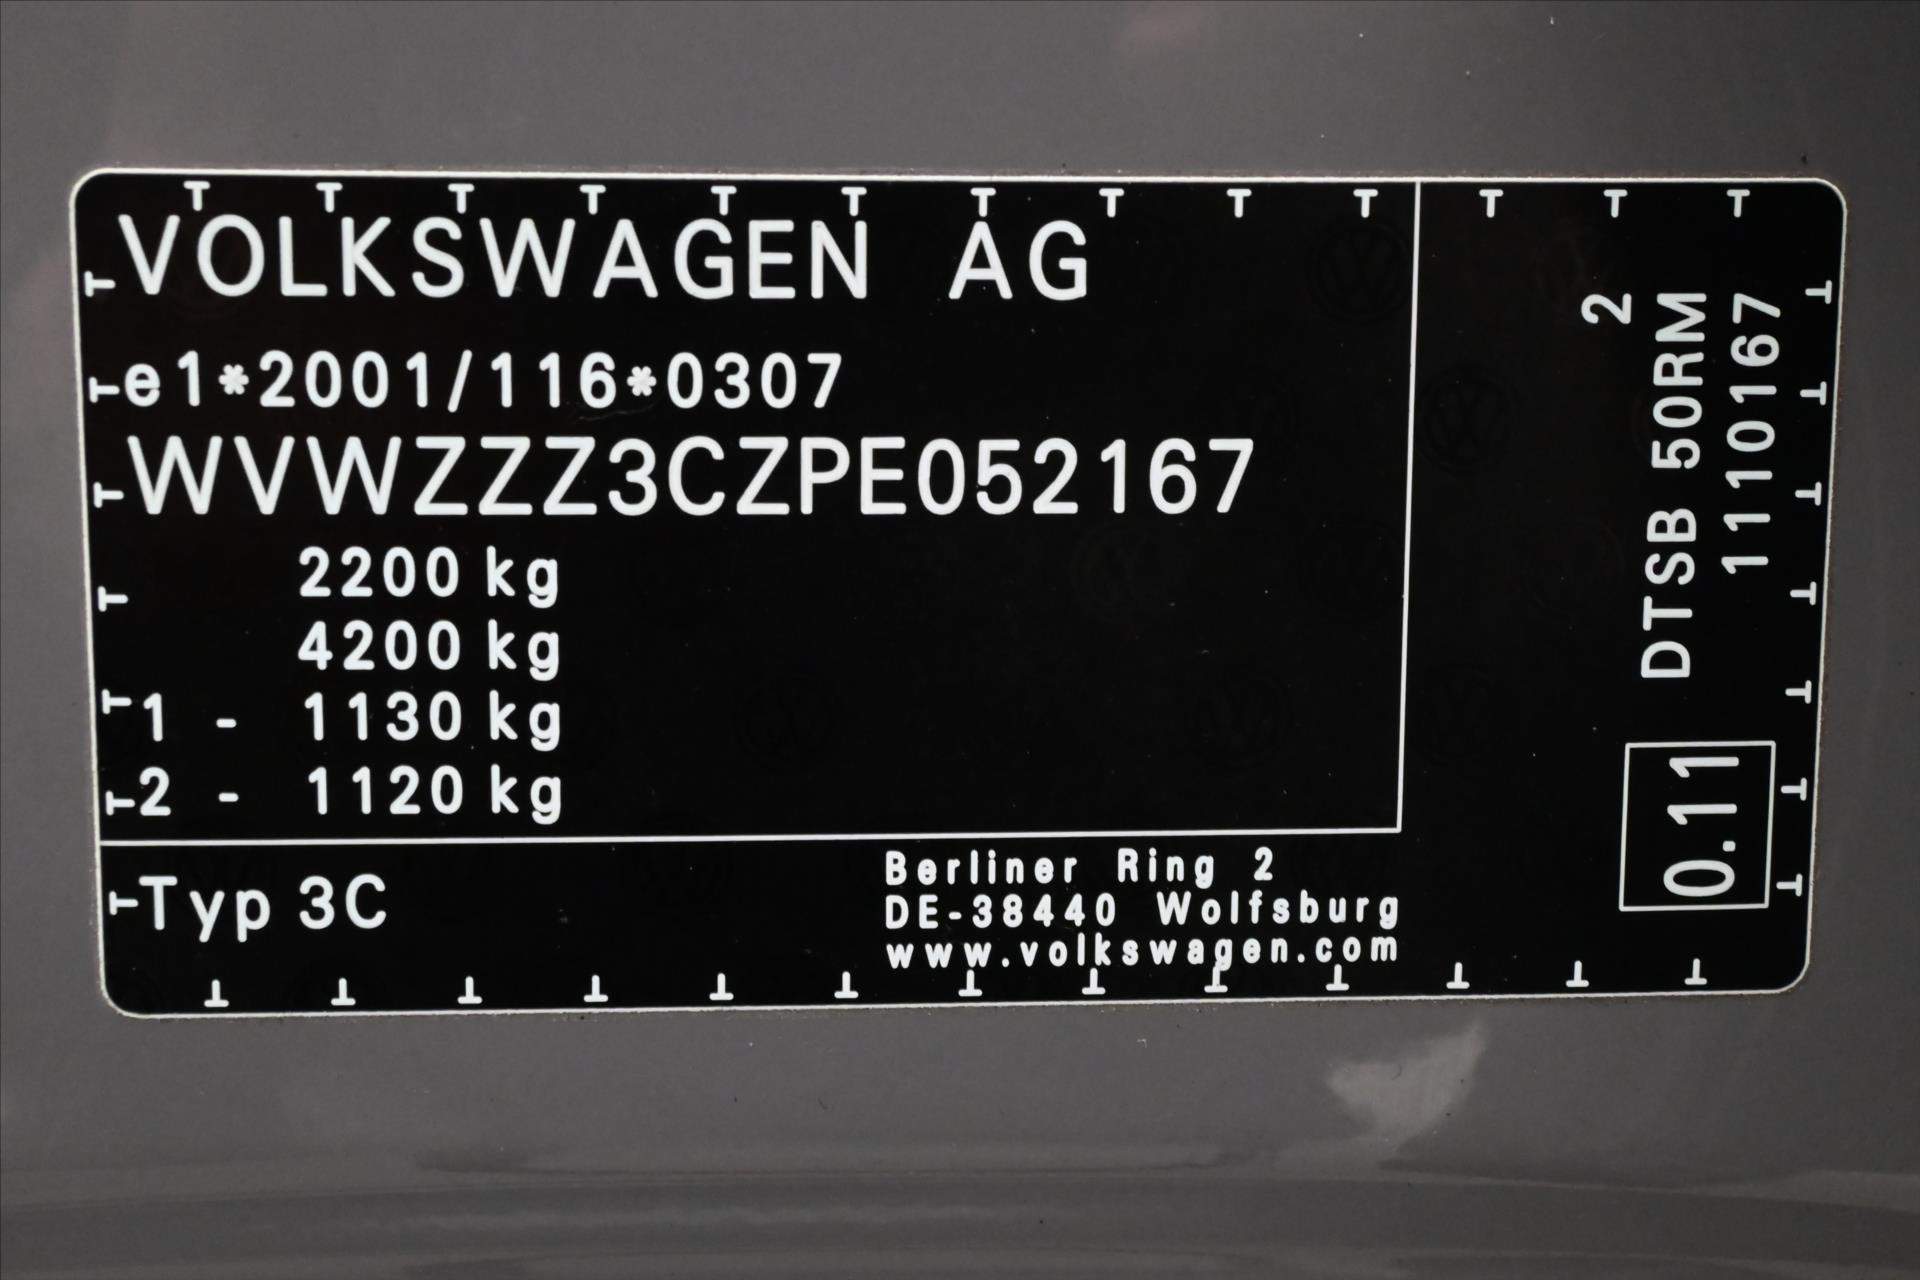 VOLKSWAGEN AG
e1*2001/116*0307
WVWZZZ3CZPE052167
2200 kg
4200 kg
1 - 1130 kg
2 - 1120 kg
Typ 3C
Berliner Ring 2
DE-38440 Wolfsburg
www.volkswagen.com
2
DTSB 50RM
1110167
0.11